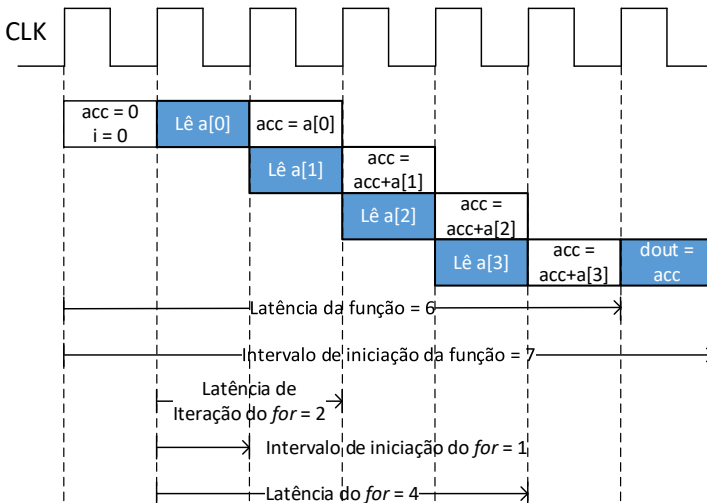 CLK
acc = 0
i = 0
Lê a[0]
acc = a[0]
Lê a[1]
acc =
acc+a[1]
Lê a[2]
acc =
acc+a[2]
Lê a[3]
acc =
acc+a[3]
dout =
acc
Latência da função = 6
Intervalo de iniciação da função = 7
Latência de
Iteração do for = 2
Intervalo de iniciação do for = 1
Latência do for = 4